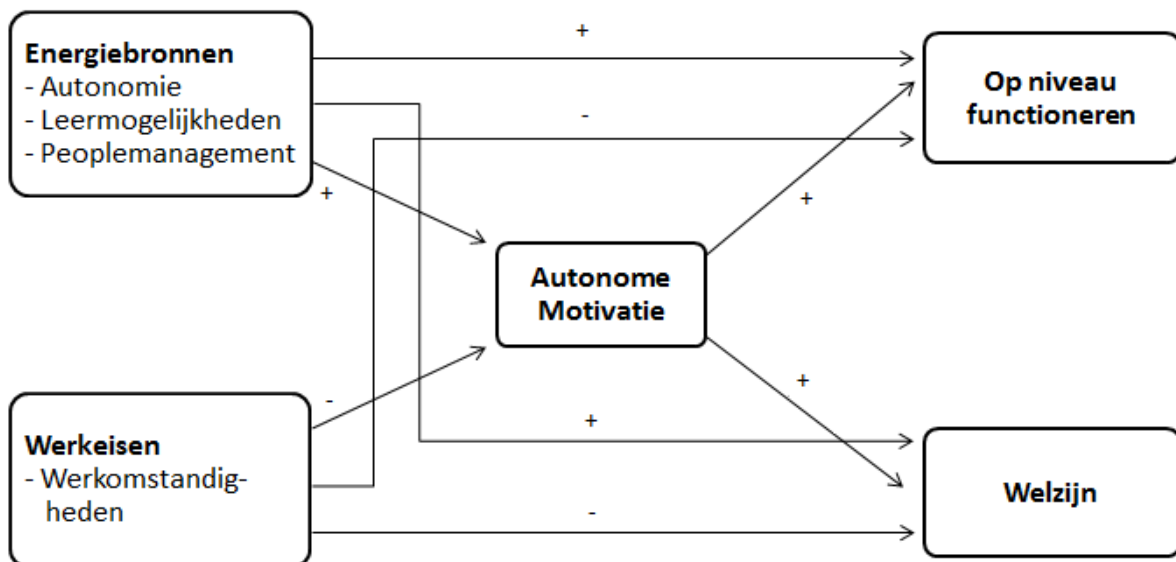 Energiebronnen
- Autonomie
- Leermogelijkheden
- Peoplemanagement
+
-
+
Op niveau
functioneren
+
Autonome
Motivatie
-
+
+
Werkeisen
- Werkomstandig-
heden
-
Welzijn